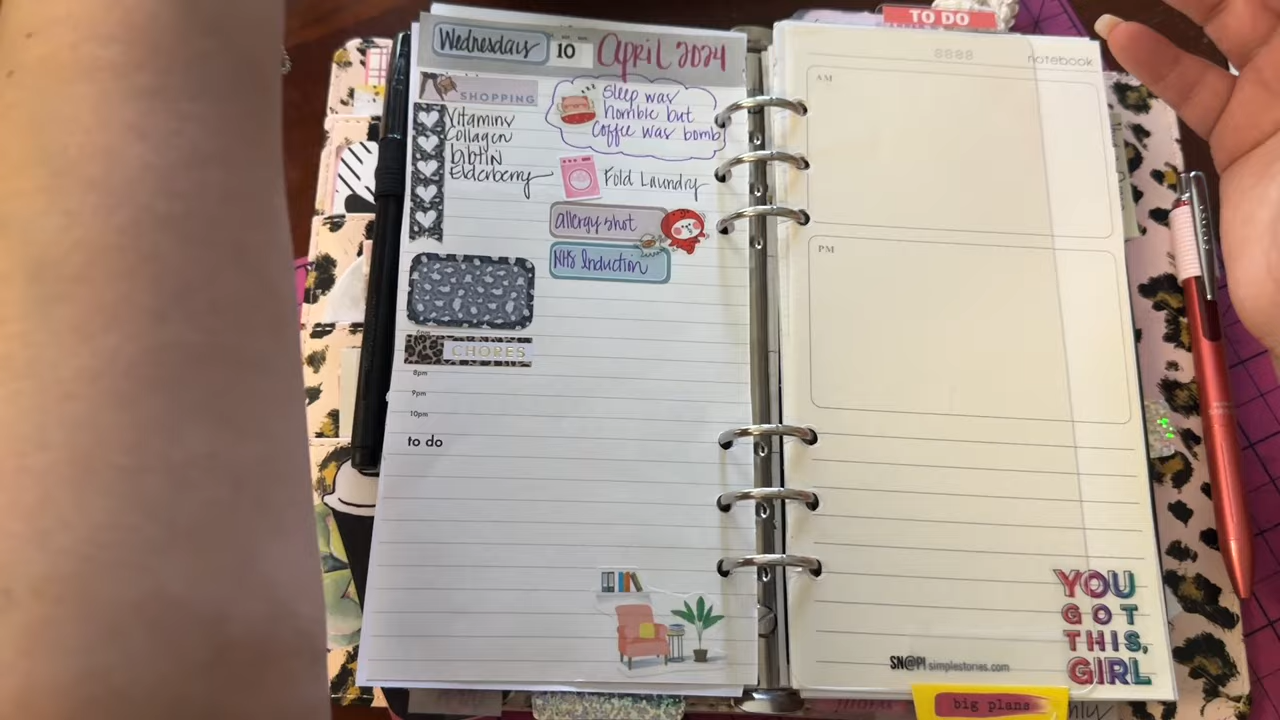 Wednesday
10
April 2024
SHOPPING
Vitamins
Collagen
biotin
Elderberry
sleep was
horrible but
Coffee was bomb
Fold Laundry
allergy shot
NHS Induction
CHORES
8pm
9pm
10pm
to do
TO DO
notebook
AM
PM
YOU
GOT
THIS,
GIRL
SN@P! simplestories.com
big plans